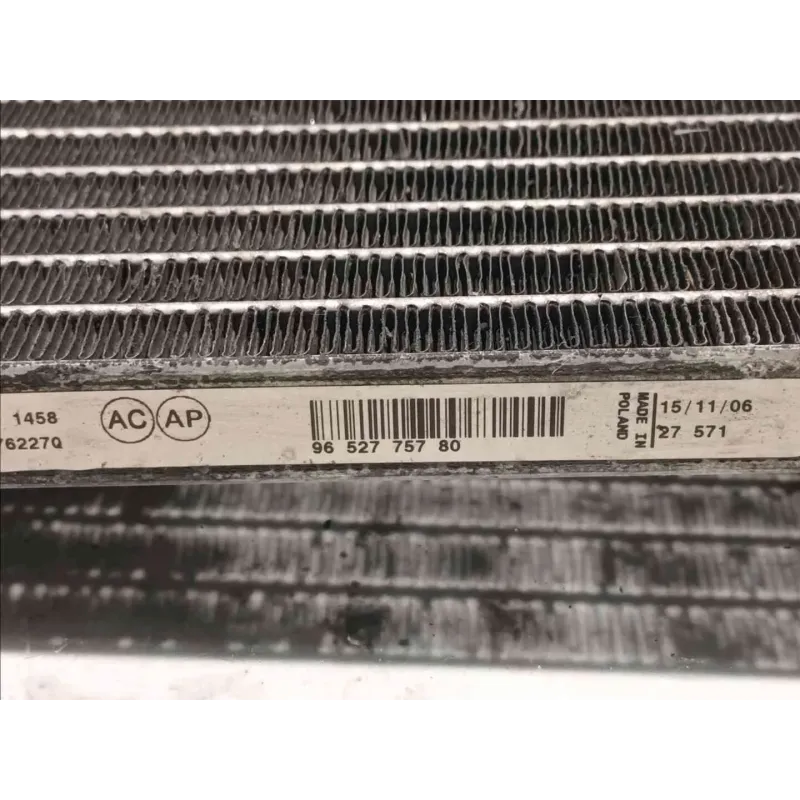 1458
76227Q
AC AP
96 527 757 80
MADE IN
POLAND
15/11/06
27 571